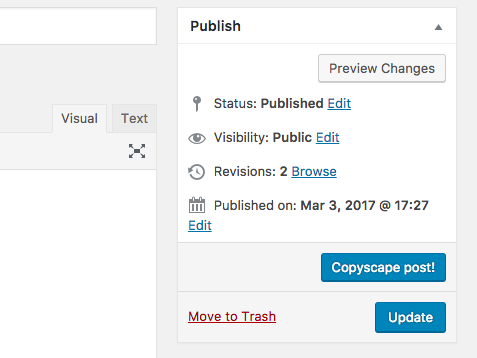 Publish
Preview Changes
Visual Text
Status: Published Edit
Visibility: Public Edit
Revisions: 2 Browse
Published on: Mar 3, 2017 @ 17:27
Edit
Copyscape post!
Move to Trash Update